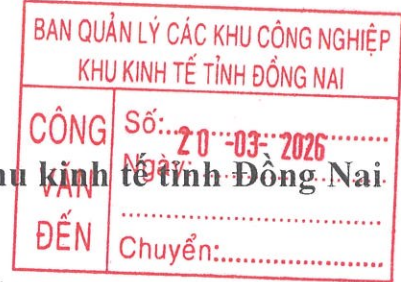 BAN QUẢN LÝ CÁC KHU CÔNG NGHIỆP
KHU KINH TẾ TỈNH ĐỒNG NAI
CÔNG VĂN ĐẾN
Số:
20 -03- 2026
Ngày:
hu kinh tế tỉnh Đồng Nai
Chuyển: